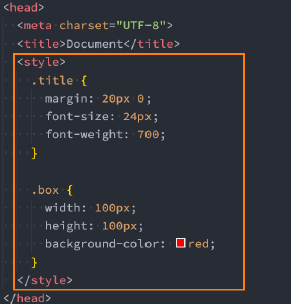 <head>
<meta charset="UTF-8">
<title>Document</title>
<style>
.title {
margin: 20px 0;
font-size: 24px;
font-weight: 700;
}
.box {
width: 100px;
height: 100px;
background-color: red;
}
</style>
</head>